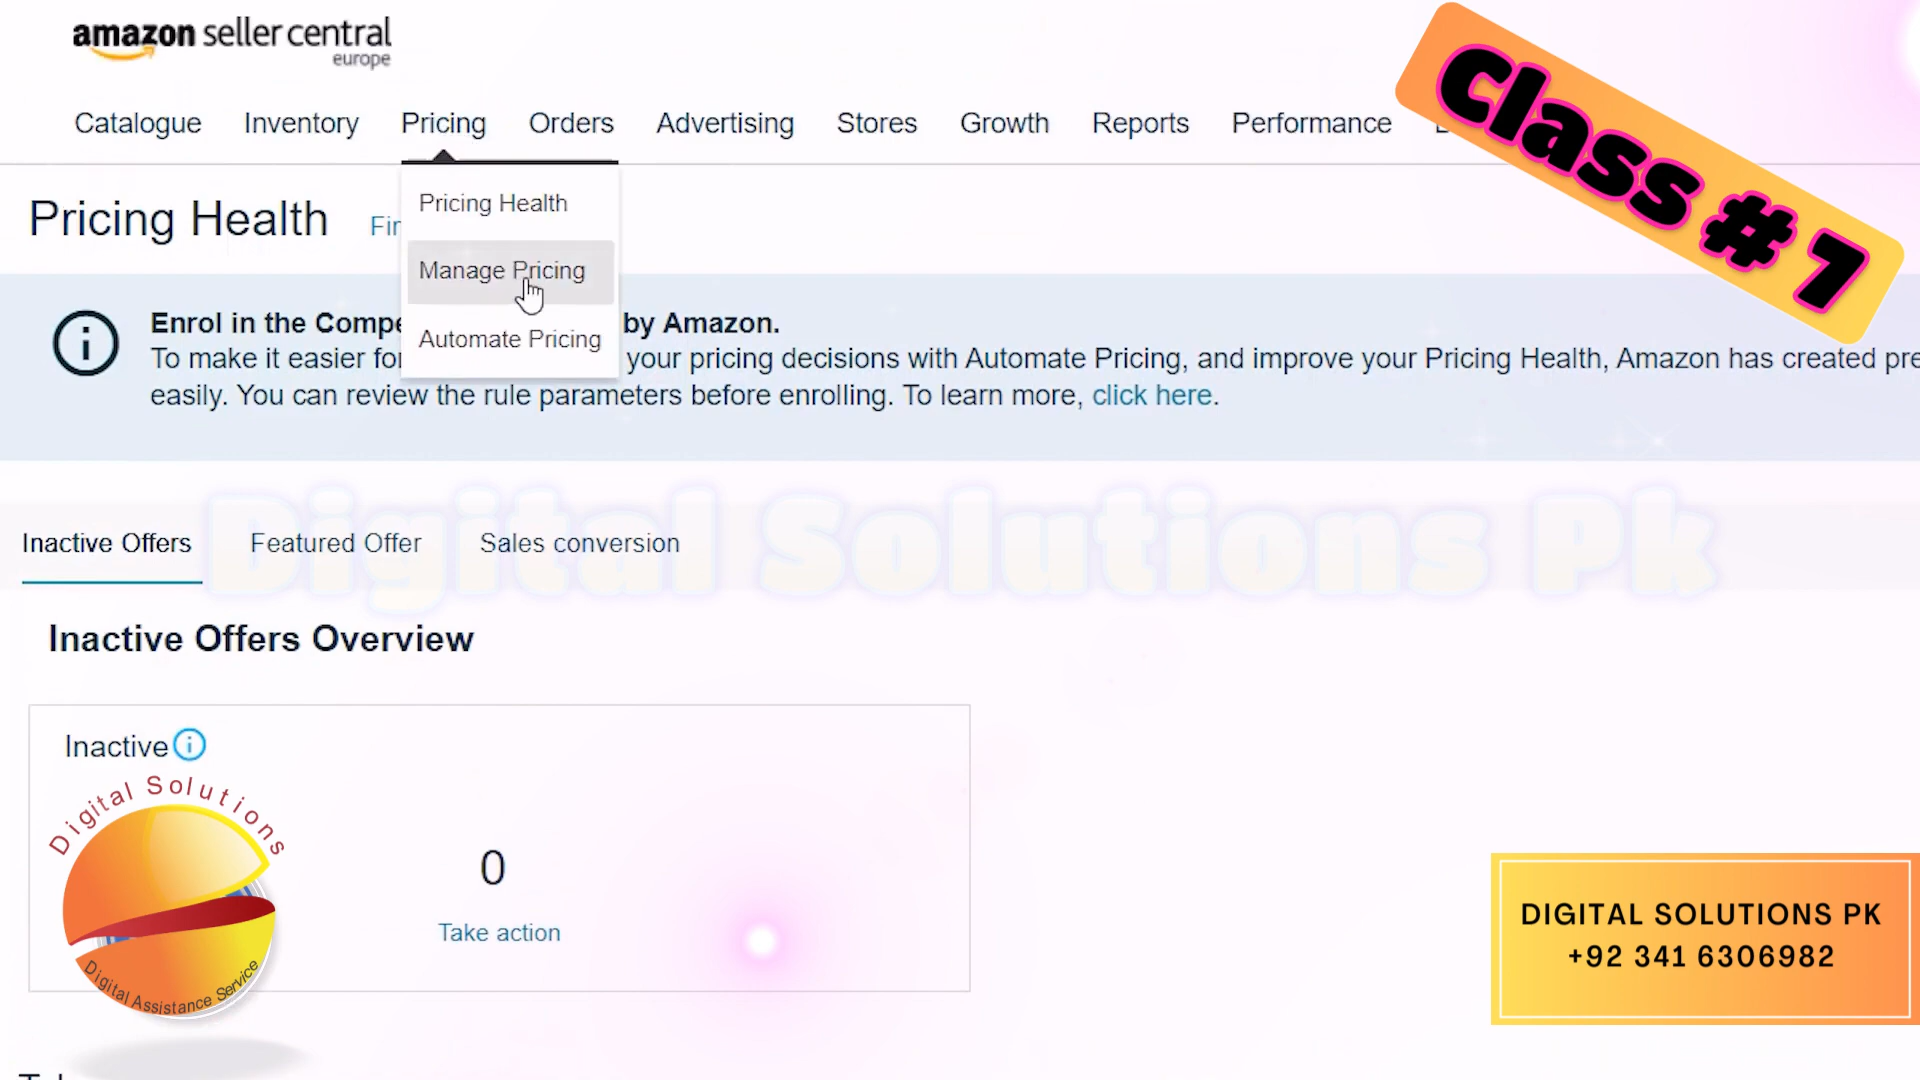 amazon seller central
europe
Class # 7
Catalogue Inventory Pricing Orders Advertising Stores Growth Reports Performance
Pricing Health
Pricing Health
Manage Pricing
Automate Pricing
Enrol in the by Amazon.
To make it easier your pricing decisions with Automate Pricing, and improve your Pricing Health, Amazon has created
easily. You can review the rule parameters before enrolling. To learn more, click here.
Digital Solutions Pk
Inactive Offers Featured Offer Sales conversion
Inactive Offers Overview
Inactive
0
Take action
Digital Solutions
Digital Assistance Service
DIGITAL SOLUTIONS PK
+92 341 6306982